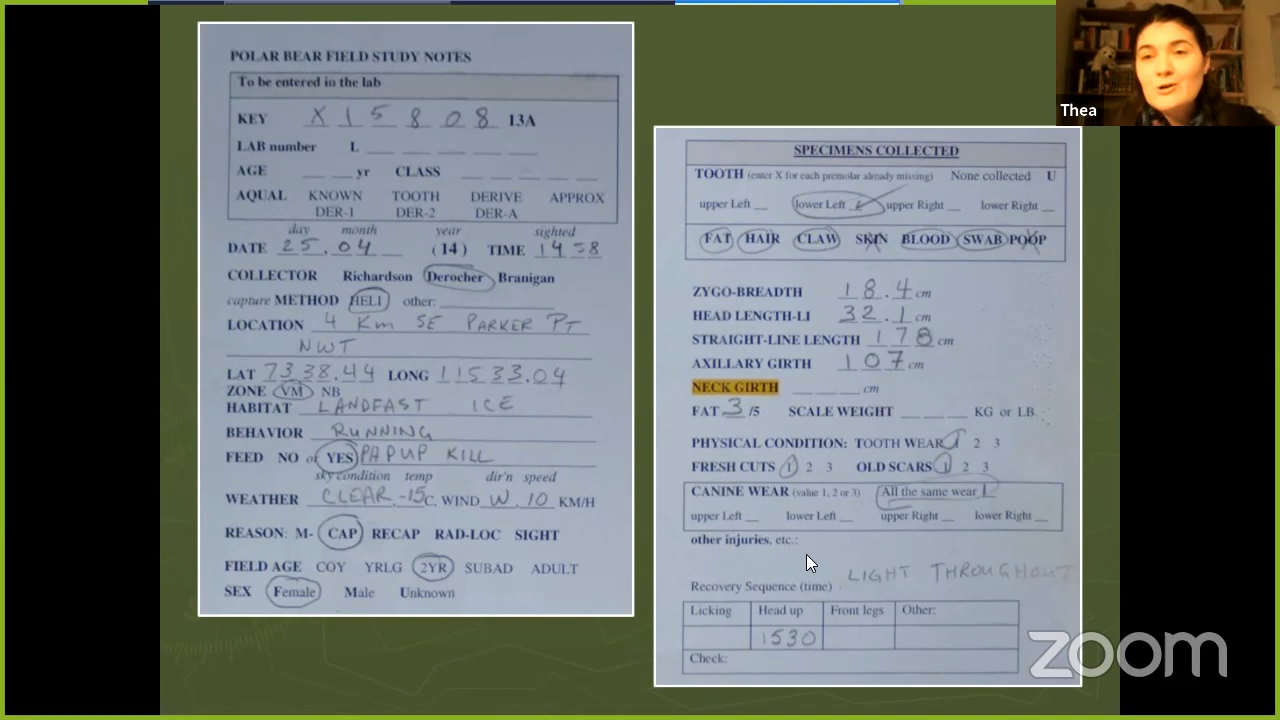 POLAR BEAR FIELD STUDY NOTES
To be entered in the lab
KEY X 1 5 8 0 8 13A
LAB number L _ _ _ _ _
AGE _ _ yr CLASS _ _ _ _ _
AQUAL KNOWN TOOTH DERIVE APPROX
DER-1 DER-2 DER-A
day month year sighted
DATE 25.04 (14) TIME 1458
COLLECTOR Richardson Derocher Branigan
capture METHOD HELI other:
LOCATION 4 Km SE PARKER PT
NWT
LAT 7338.44 LONG 11533.04
ZONE VM NB
HABITAT LANDFAST ICE
BEHAVIOR RUNNING
FEED NO or YES PHPUP KILL
sky condition temp dir'n speed
WEATHER CLEAR -15 C, WIND W. 10 KM/H
REASON: M- CAP RECAP RAD-LOC SIGHT
FIELD AGE COY YRLG 2YR SUBAD ADULT
SEX Female Male Unknown
SPECIMENS COLLECTED
TOOTH (enter X for each premolar already missing) None collected U
upper Left __ lower Left __ upper Right __ lower Right __
FAT HAIR CLAW SKIN BLOOD SWAB POOP
ZYGO-BREADTH 18.4 cm
HEAD LENGTH-LI 32.1 cm
STRAIGHT-LINE LENGTH 178 cm
AXILLARY GIRTH 107 cm
NECK GIRTH _ _ _ cm
FAT 3 /5 SCALE WEIGHT _ _ _ KG or LB.
PHYSICAL CONDITION: TOOTH WEAR 1 2 3
FRESH CUTS 1 2 3 OLD SCARS 1 2 3
CANINE WEAR (value 1, 2 or 3) All the same wear 1
upper Left __ lower Left __ upper Right __ lower Right __
other injuries, etc.:
LIGHT THROUGHOUT
Recovery Sequence (time)
Licking Head up Front legs Other:
1530
Check:
Thea
zoom